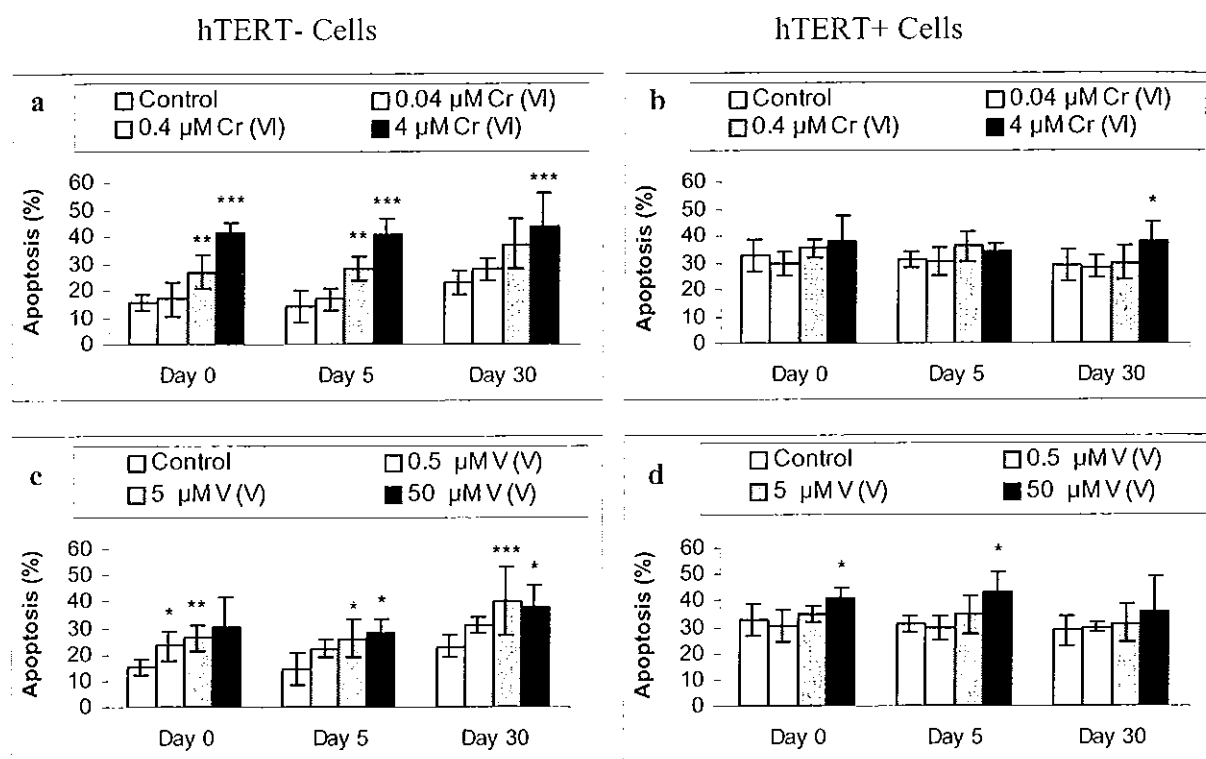 hTERT- Cells
hTERT+ Cells
a
Control
0.04 µM Cr (VI)
0.4 µM Cr (VI)
4 µM Cr (VI)
Apoptosis (%)
60
50
40
30
20
10
0
** ***
** ***
***
Day 0
Day 5
Day 30
b
Control
0.04 µM Cr (VI)
0.4 µM Cr (VI)
4 µM Cr (VI)
Apoptosis (%)
60
50
40
30
20
10
0
*
Day 0
Day 5
Day 30
c
Control
0.5 µM V (V)
5 µM V (V)
50 µM V (V)
Apoptosis (%)
60
50
40
30
20
10
0
* **
* *
*** *
Day 0
Day 5
Day 30
d
Control
0.5 µM V (V)
5 µM V (V)
50 µM V (V)
Apoptosis (%)
60
50
40
30
20
10
0
*
*
Day 0
Day 5
Day 30